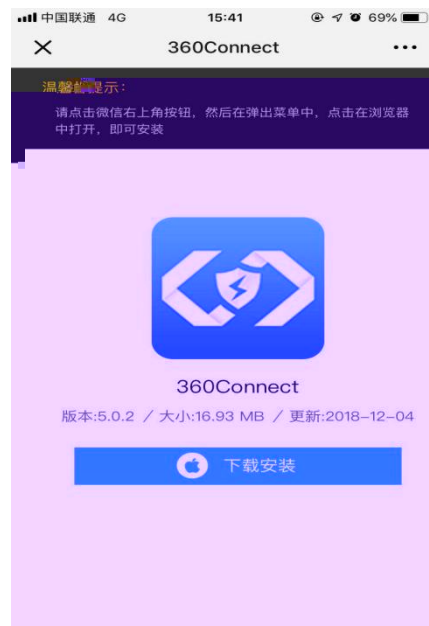 中国联通 4G 15:41 69%
360Connect
温馨提示：
请点击微信右上角按钮，然后在弹出菜单中，点击在浏览器
中打开，即可安装
360Connect
版本:5.0.2 / 大小:16.93 MB / 更新:2018-12-04
下载安装